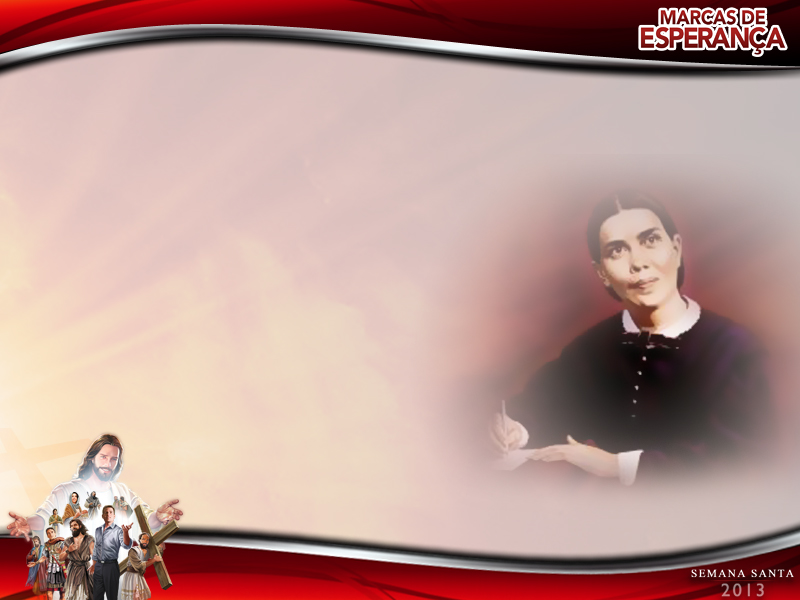 MARCAS DE
ESPERANÇA
SEMANA SANTA
2013